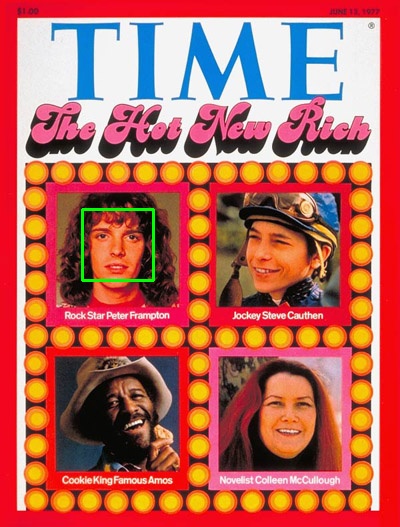 $1.00
JUNE 13, 1977
TIME
®
The Hot New Rich
Rock Star Peter Frampton
Jockey Steve Cauthen
Cookie King Famous Amos
Novelist Colleen McCullough